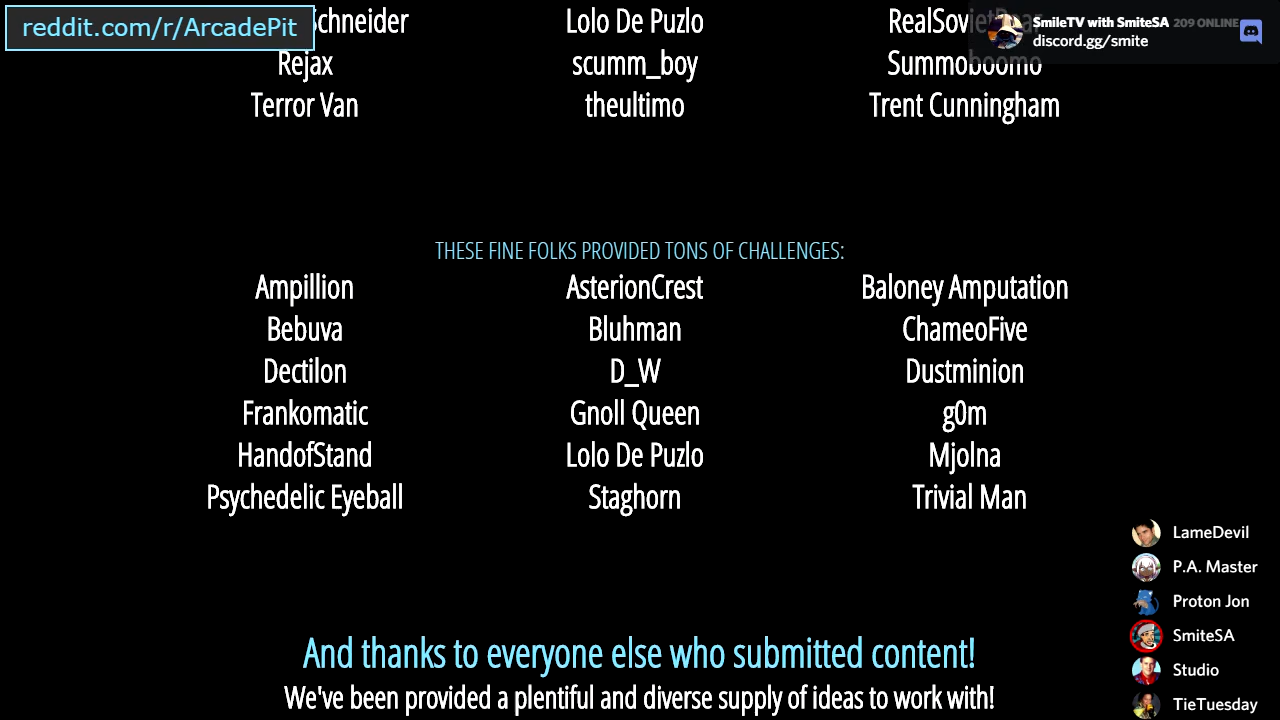 reddit.com/r/ArcadePit
SmileTV with SmiteSA 209 ONLINE
discord.gg/smite
Schneider Lolo De Puzlo
Rejax scumm_boy Summoboomo
Terror Van theultimo Trent Cunningham
THESE FINE FOLKS PROVIDED TONS OF CHALLENGES:
Ampillion AsterionCrest Baloney Amputation
Bebuva Bluhman ChameoFive
Dectilon D_W Dustminion
Frankomatic Gnoll Queen g0m
HandofStand Lolo De Puzlo Mjolna
Psychedelic Eyeball Staghorn Trivial Man
LameDevil
P.A. Master
Proton Jon
SmiteSA
Studio
TieTuesday
And thanks to everyone else who submitted content!
We've been provided a plentiful and diverse supply of ideas to work with!